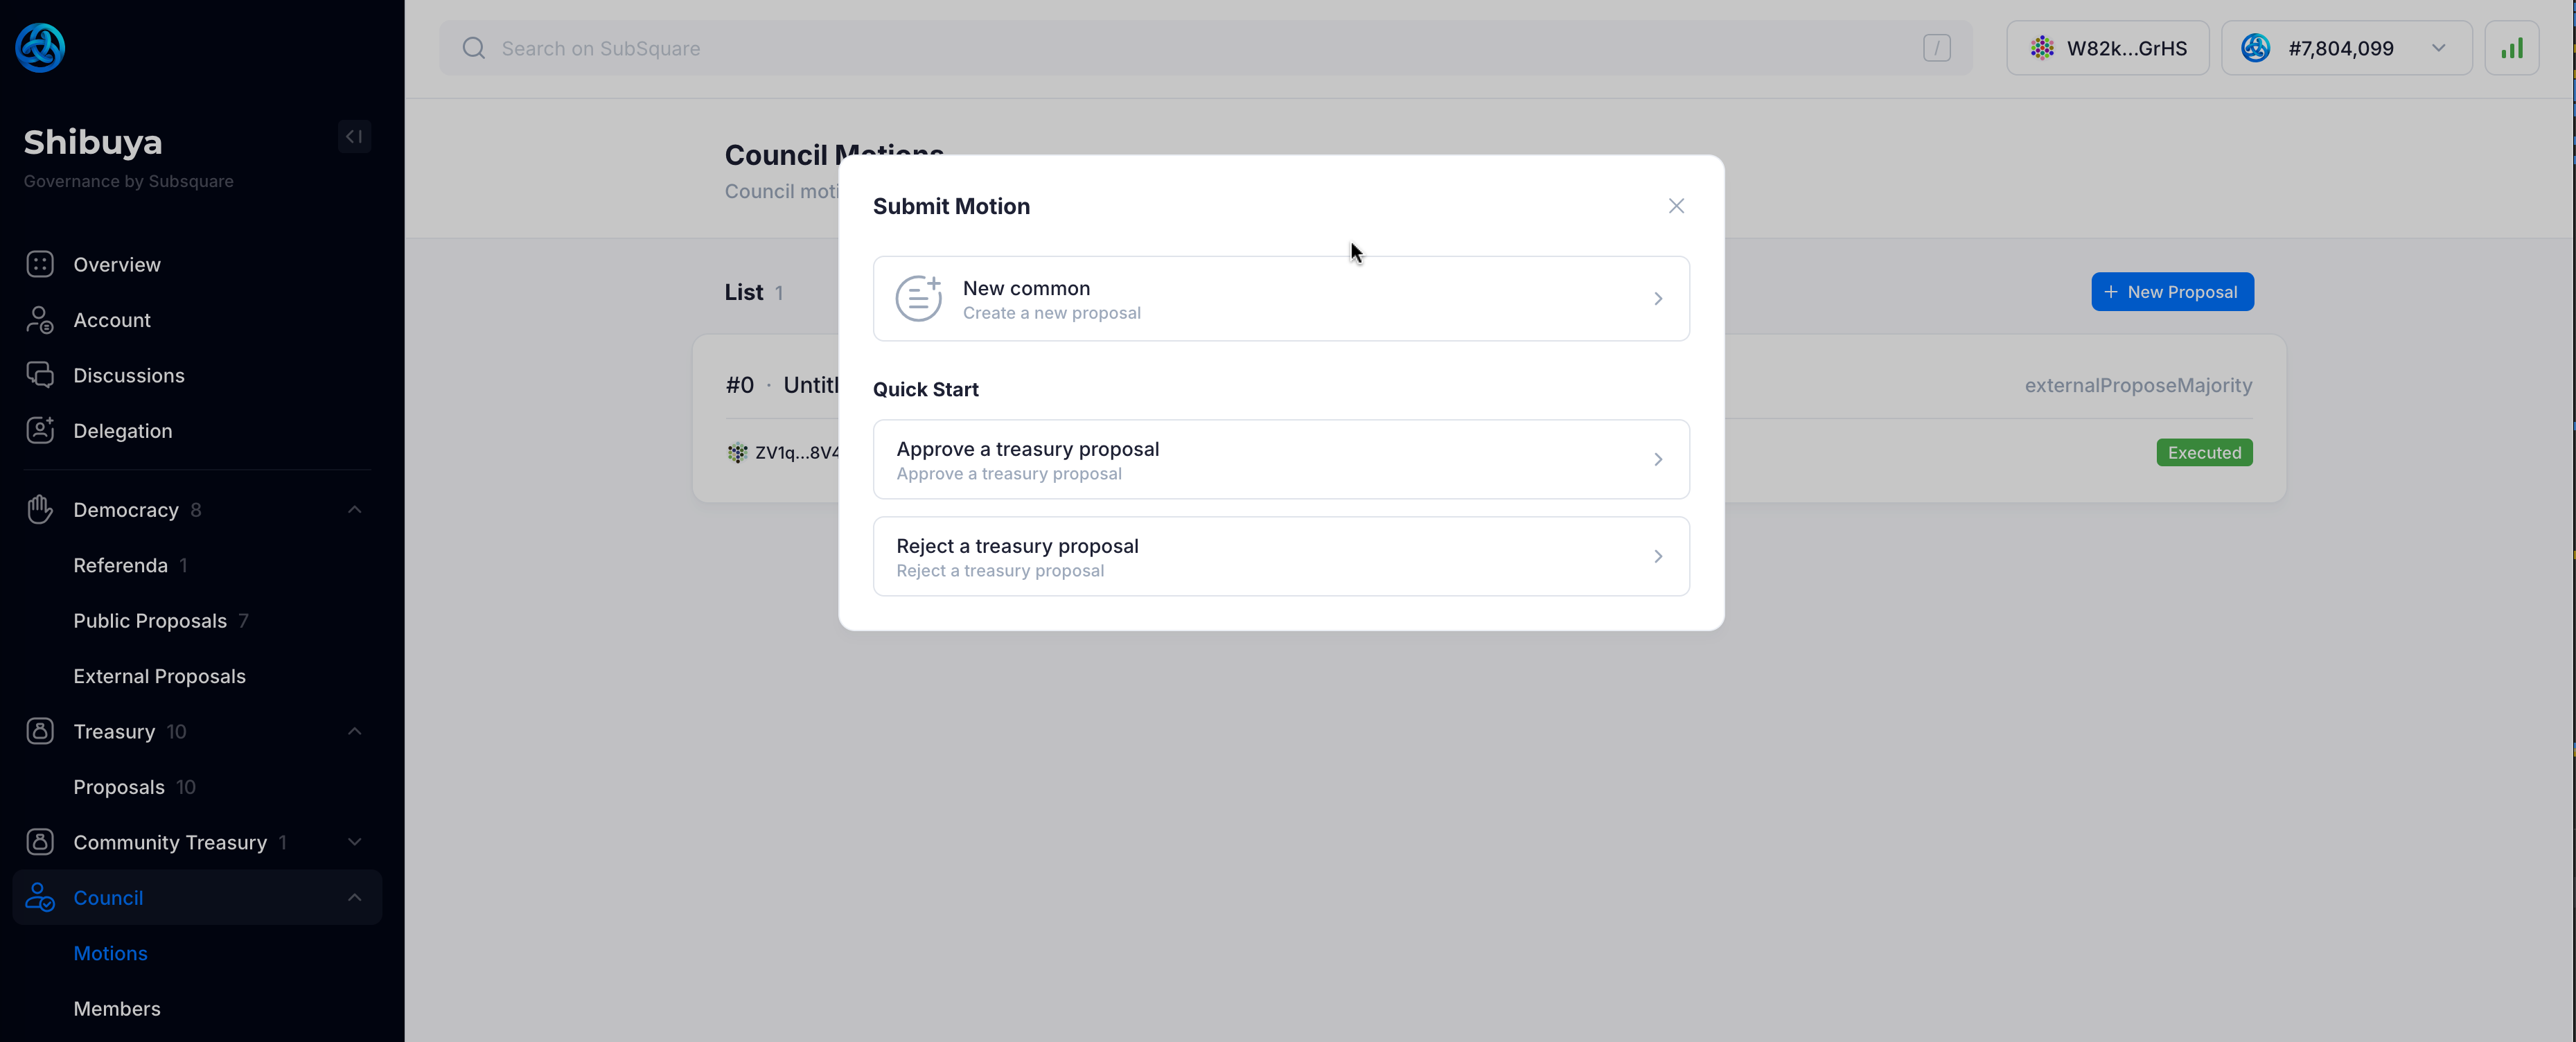 Shibuya
Governance by Subsquare
Overview
Account
Discussions
Delegation
Democracy 8
Referenda 1
Public Proposals 7
External Proposals
Treasury 10
Proposals 10
Community Treasury 1
Council
Motions
Members
Search on SubSquare
/
W82k...GrHS
#7,804,099
Council Motions
Council moti
List 1
+ New Proposal
#0 · Untitl
externalProposeMajority
ZV1q...8V4
Executed
Submit Motion
New common
Create a new proposal
Quick Start
Approve a treasury proposal
Approve a treasury proposal
Reject a treasury proposal
Reject a treasury proposal